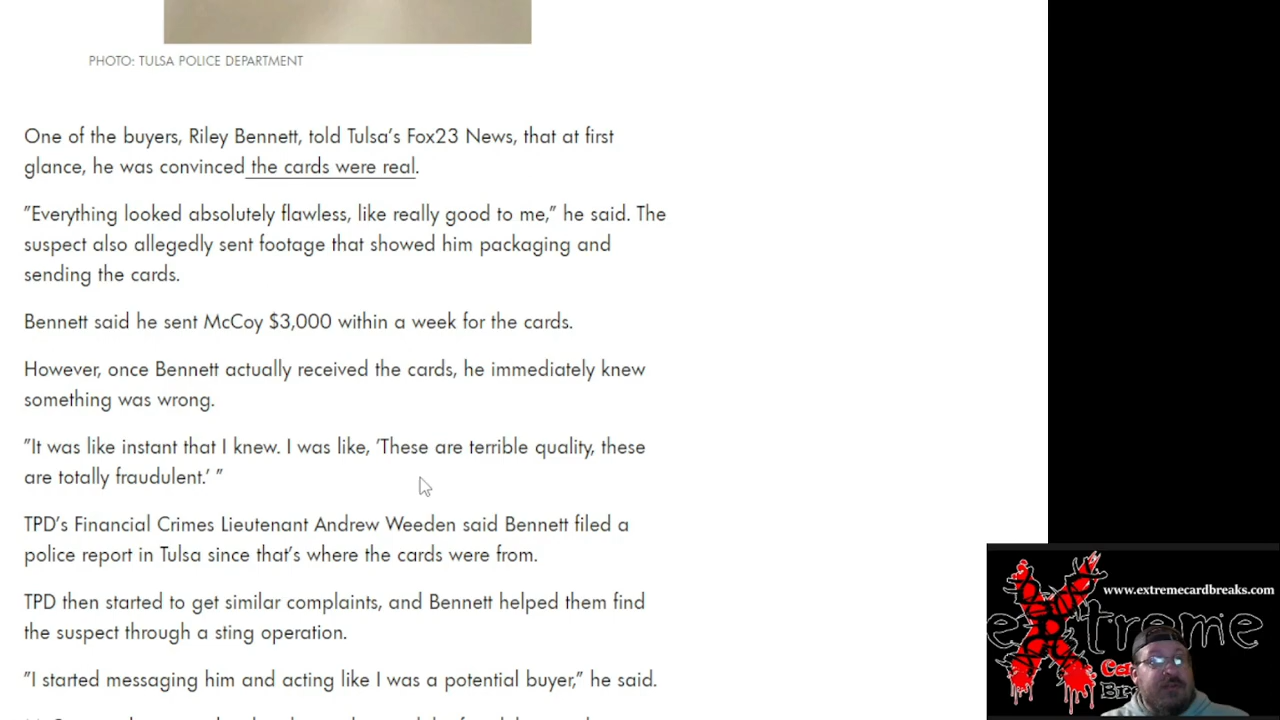 PHOTO: TULSA POLICE DEPARTMENT
One of the buyers, Riley Bennett, told Tulsa's Fox23 News, that at first
glance, he was convinced the cards were real.
"Everything looked absolutely flawless, like really good to me," he said. The
suspect also allegedly sent footage that showed him packaging and
sending the cards.
Bennett said he sent McCoy $3,000 within a week for the cards.
However, once Bennett actually received the cards, he immediately knew
something was wrong.
"It was like instant that I knew. I was like, 'These are terrible quality, these
are totally fraudulent.' "
TPD's Financial Crimes Lieutenant Andrew Weeden said Bennett filed a
police report in Tulsa since that's where the cards were from.
TPD then started to get similar complaints, and Bennett helped them find
the suspect through a sting operation.
"I started messaging him and acting like I was a potential buyer," he said.
www.extremecardbreaks.com
eXtreme